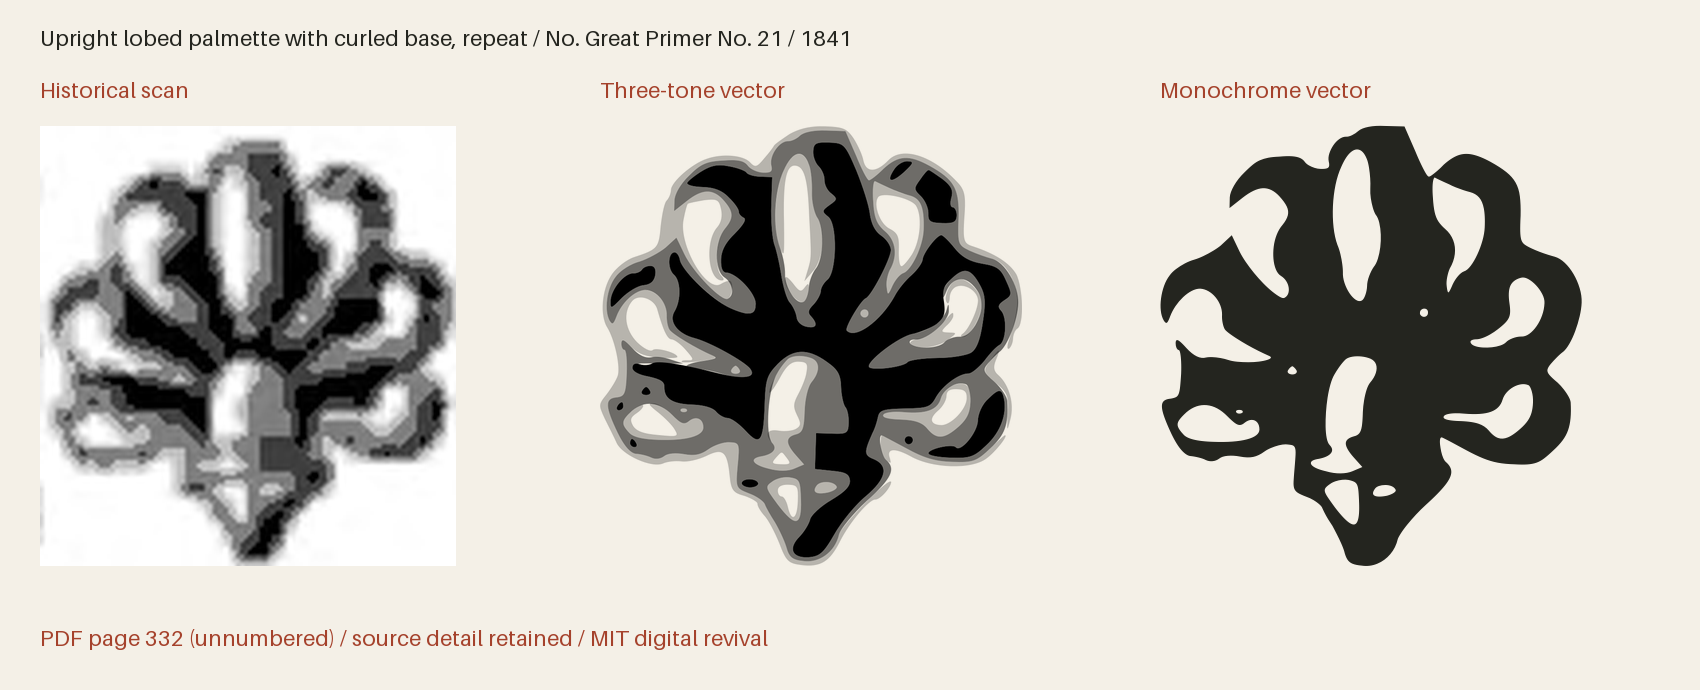 Upright lobed palmette with curled base, repeat / No. Great Primer No. 21 / 1841
Historical scan
Three-tone vector
Monochrome vector
PDF page 332 (unnumbered) / source detail retained / MIT digital revival